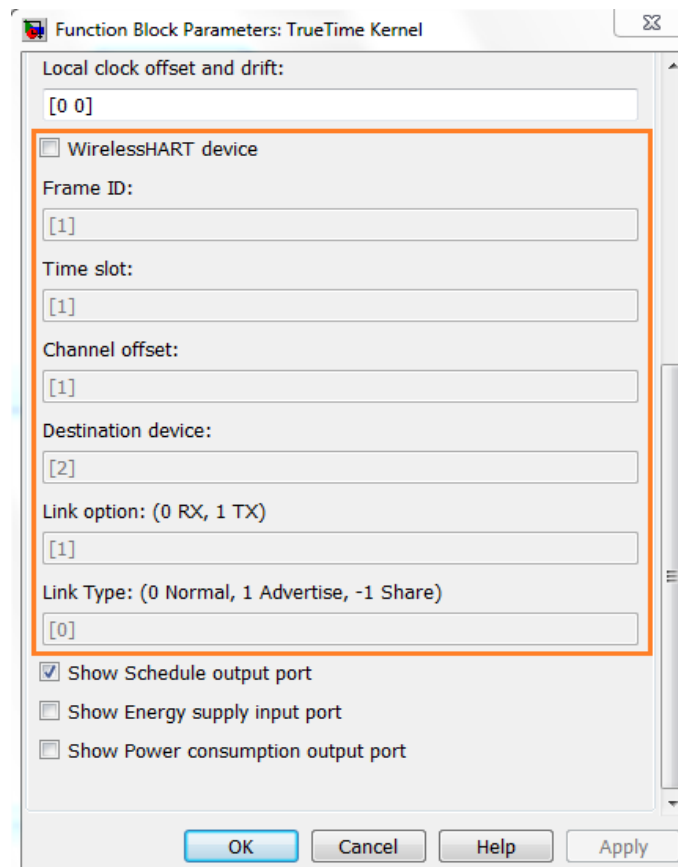 Function Block Parameters: TrueTime Kernel
Local clock offset and drift:
[0 0]
WirelessHART device
Frame ID:
[1]
Time slot:
[1]
Channel offset:
[1]
Destination device:
[2]
Link option: (0 RX, 1 TX)
[1]
Link Type: (0 Normal, 1 Advertise, -1 Share)
[0]
Show Schedule output port
Show Energy supply input port
Show Power consumption output port
OK Cancel Help Apply